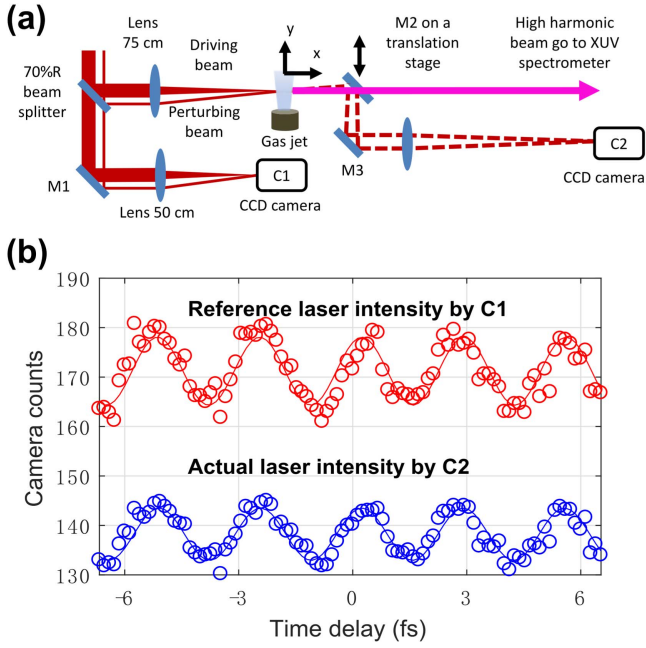 (a)
Lens
75 cm
Driving
beam
y
x
M2 on a
translation
stage
High harmonic
beam go to XUV
spectrometer
70%R
beam
splitter
Perturbing
beam
Gas jet
M1
C1
CCD camera
Lens 50 cm
M3
C2
CCD camera
(b)
190
180
170
160
150
140
130
Camera counts
Reference laser intensity by C1
Actual laser intensity by C2
-6
-3
0
3
6
Time delay (fs)